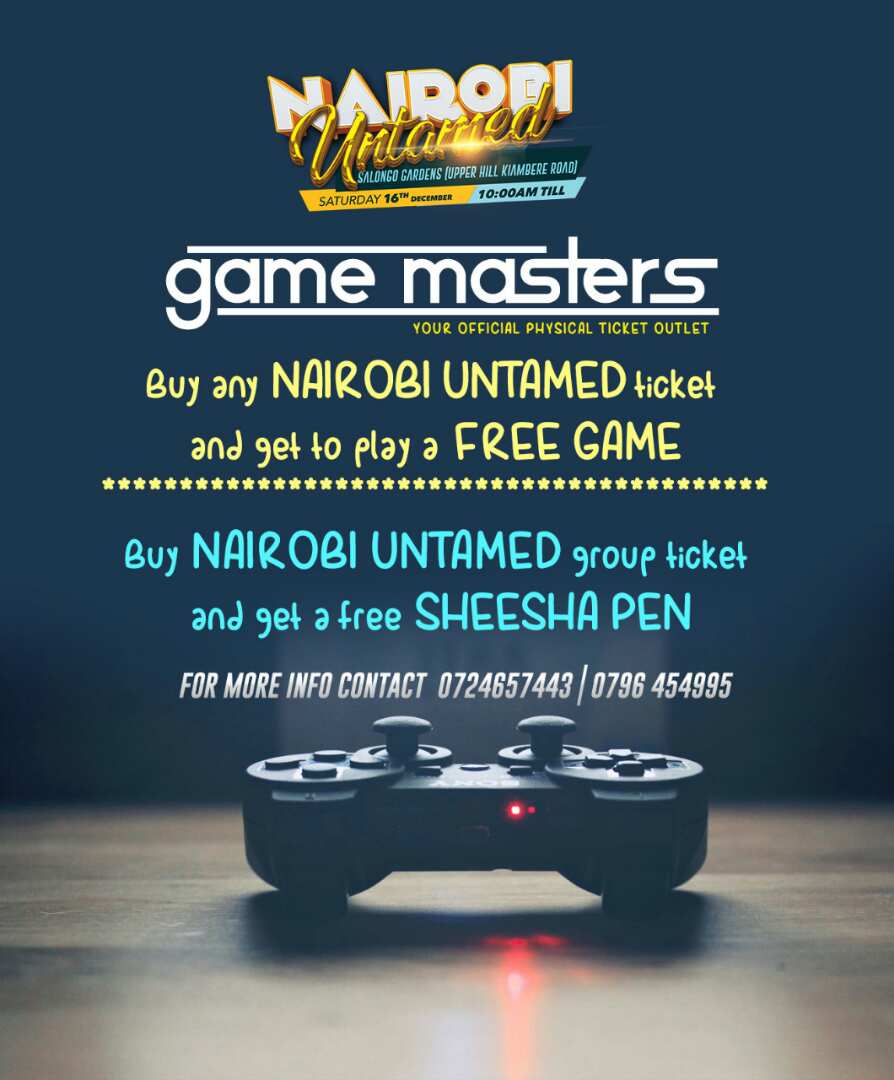 NAIROBI
Untamed
SALONGO GARDENS (UPPER HILL KIAMBERE ROAD)
SATURDAY 16TH DECEMBER 10:00AM TILL
game masters
YOUR OFFICIAL PHYSICAL TICKET OUTLET
Buy any NAIROBI UNTAMED ticket
and get to play a FREE GAME
*******************************************
Buy NAIROBI UNTAMED group ticket
and get a free SHEESHA PEN
FOR MORE INFO CONTACT 0724657443 | 0796 454995
SONY